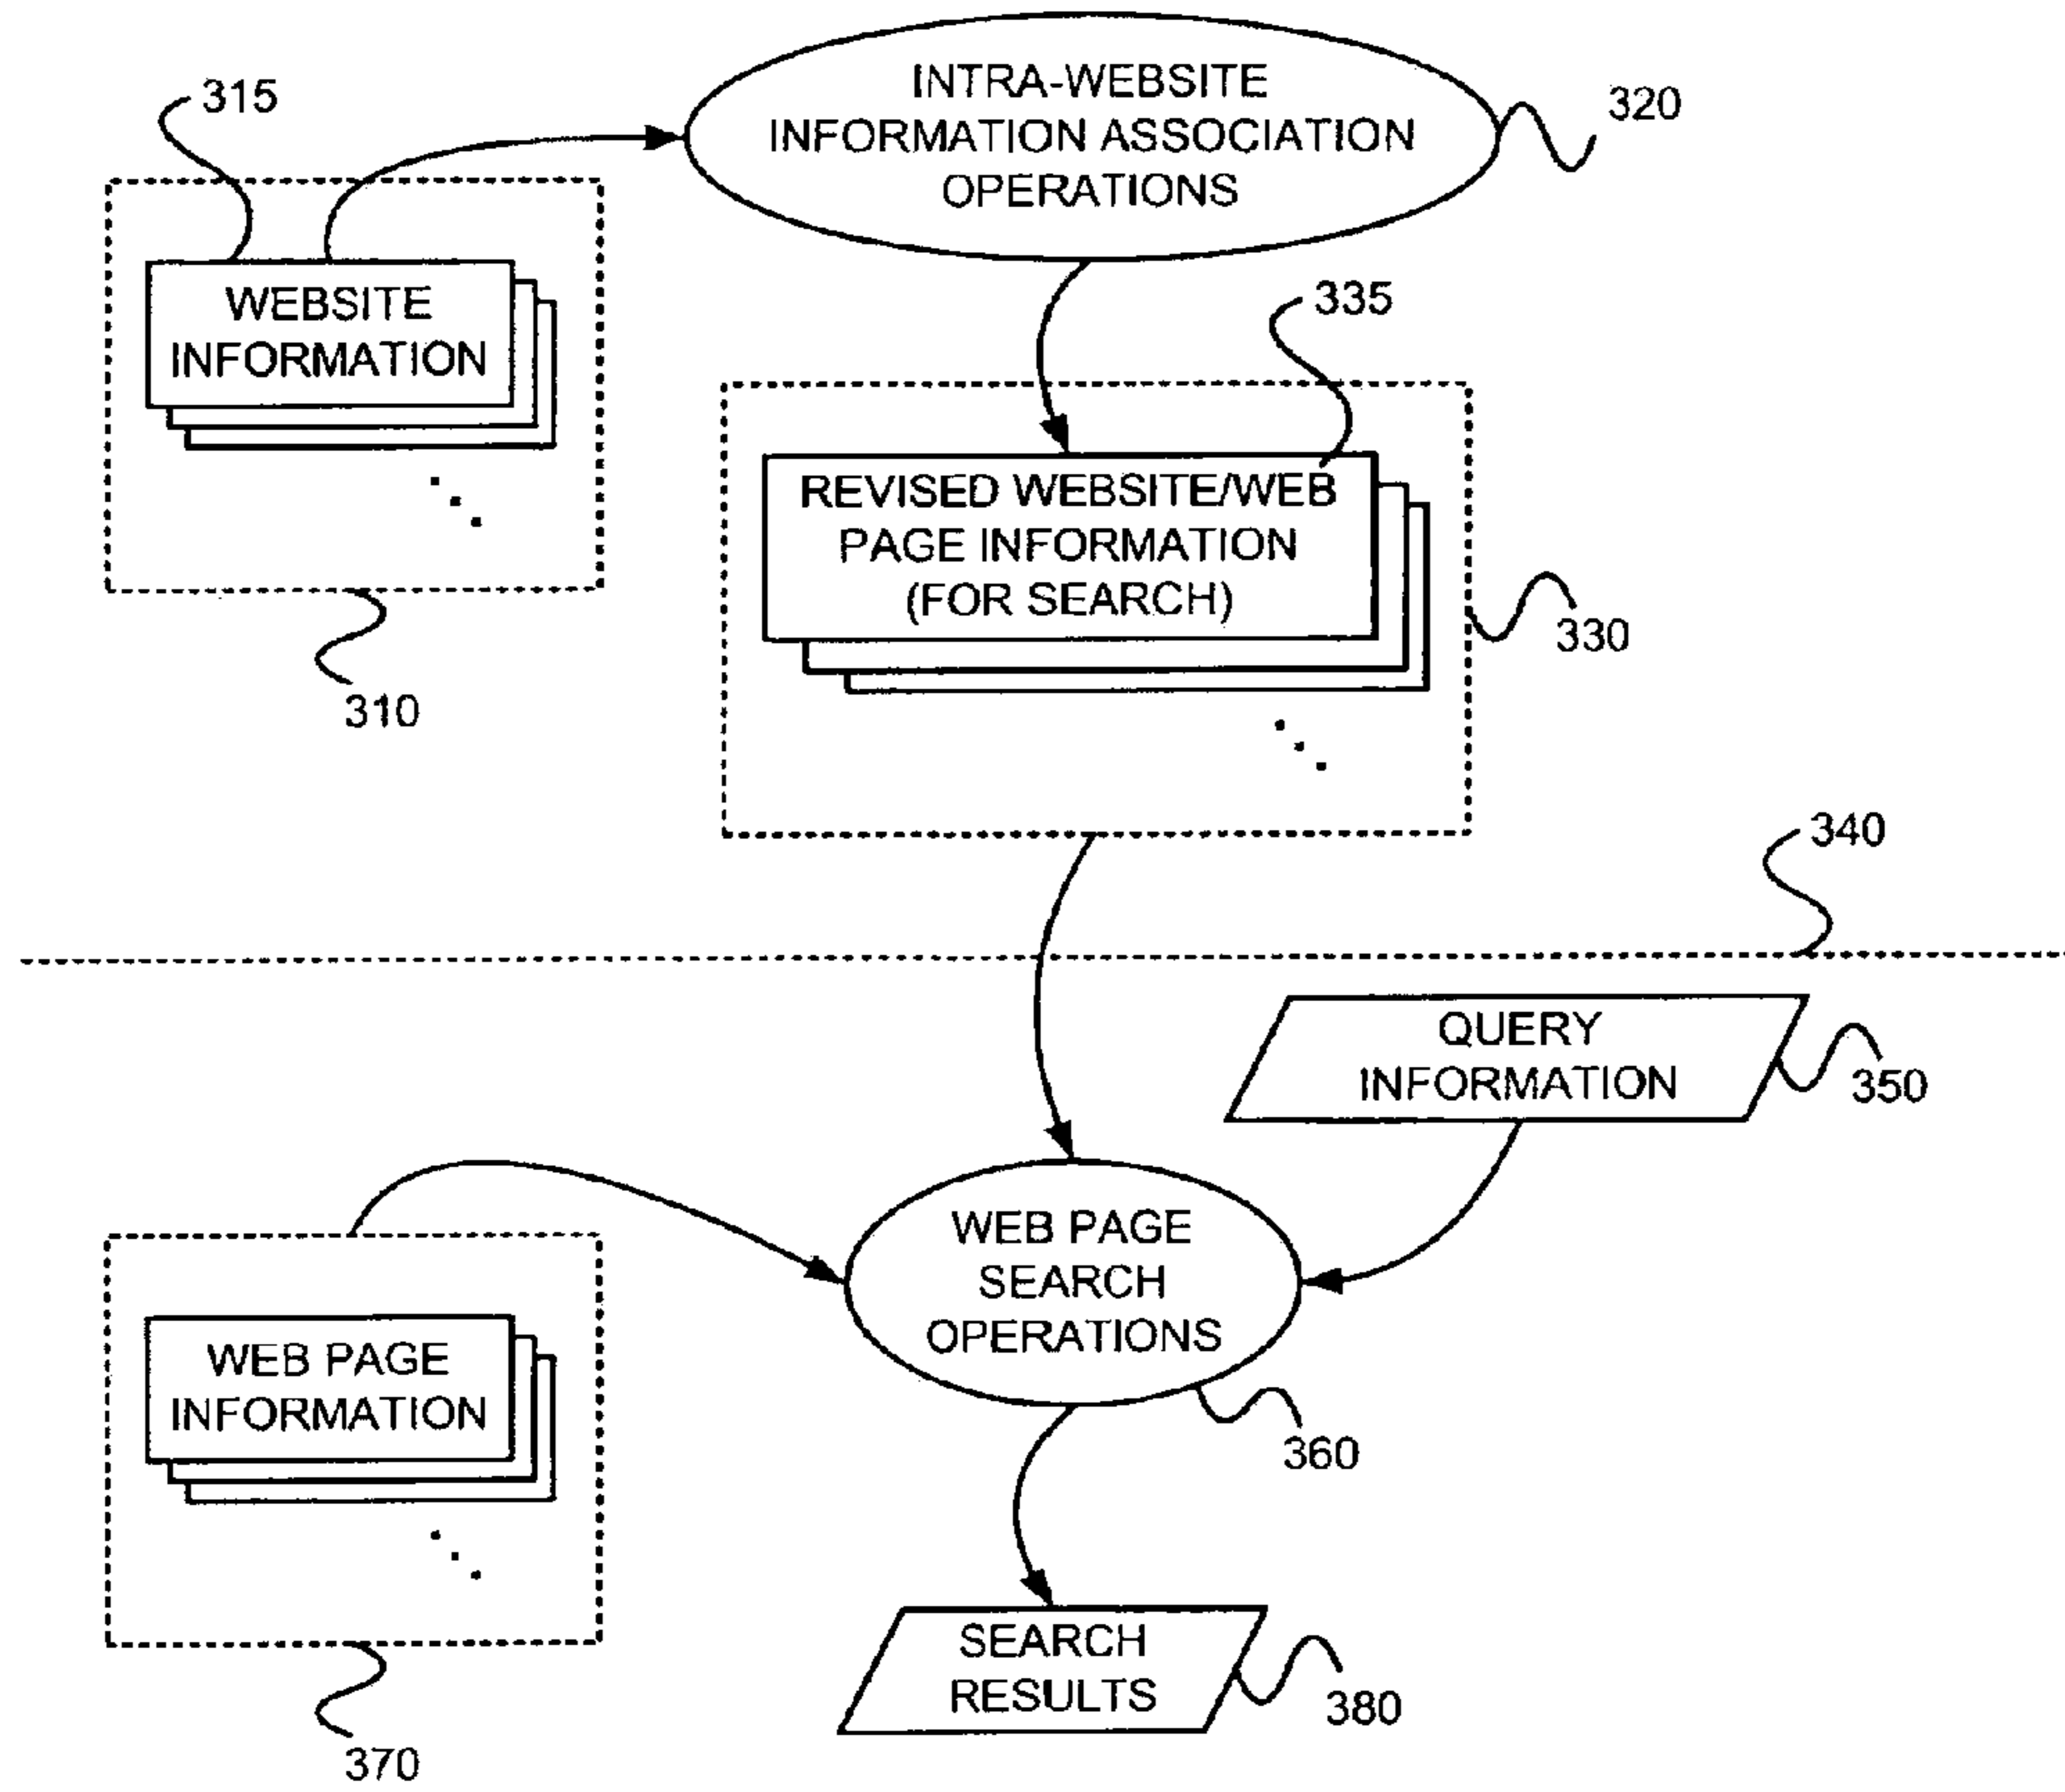 315
INTRA-WEBSITE
INFORMATION ASSOCIATION
OPERATIONS
320
WEBSITE
INFORMATION
310
335
REVISED WEBSITE/WEB
PAGE INFORMATION
(FOR SEARCH)
330
340
QUERY
INFORMATION
350
WEB PAGE
SEARCH
OPERATIONS
360
WEB PAGE
INFORMATION
370
SEARCH
RESULTS
380